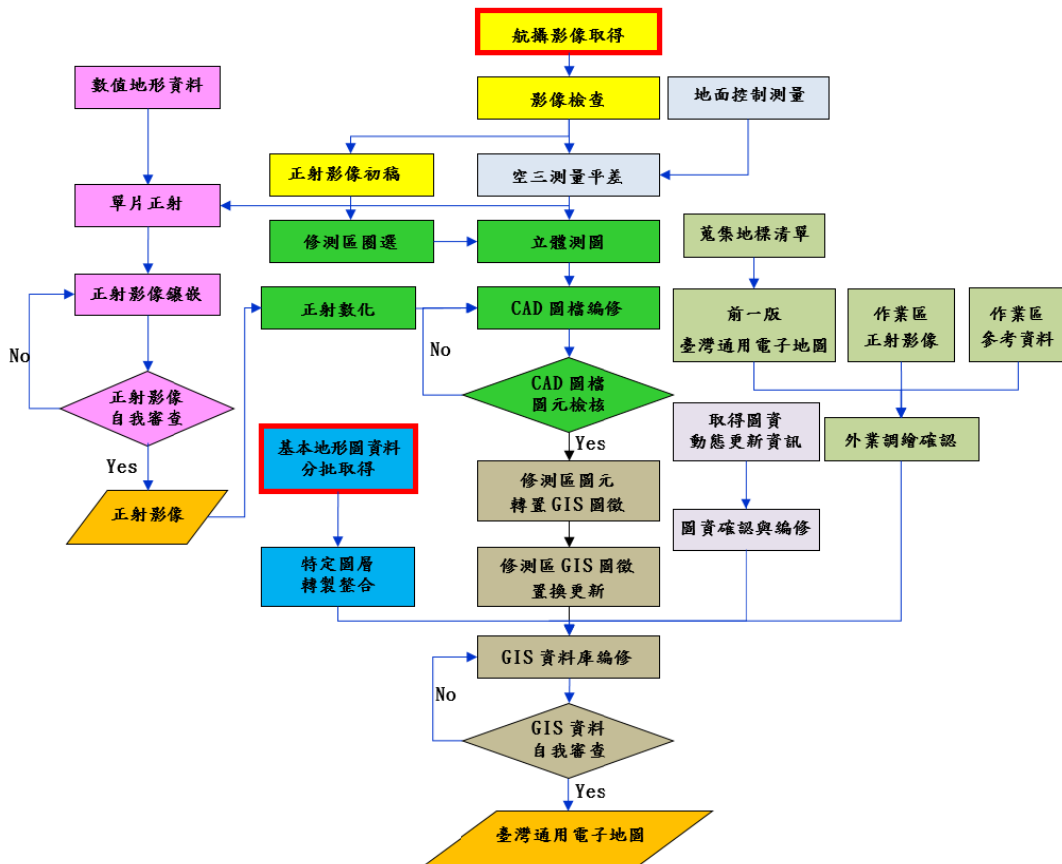 航攝影像取得
數值地形資料
影像檢查
地面控制測量
正射影像初稿
空三測量平差
單片正射
修測區圈選
立體測圖
蒐集地標清單
正射影像鑲嵌
正射數化
CAD 圖檔編修
前一版
臺灣通用電子地圖
作業區
正射影像
作業區
參考資料
No
No
正射影像
自我審查
CAD 圖檔
圖元檢核
取得圖資
動態更新資訊
外業調繪確認
Yes
基本地形圖資料
分批取得
Yes
修測區圖元
轉置 GIS 圖徵
正射影像
圖資確認與編修
特定圖層
轉製整合
修測區 GIS 圖徵
置換更新
GIS 資料庫編修
No
GIS 資料
自我審查
Yes
臺灣通用電子地圖